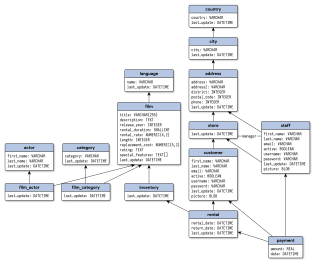 country
country: VARCHAR
last_update: DATETIME
city
city: VARCHAR
last_update: DATETIME
address
address: VARCHAR
address2: VARCHAR
district: INTEGER
postal_code: INTEGER
phone: INTEGER
last_update: DATETIME
language
name: VARCHAR
last_update: DATETIME
film
title: VARCHAR(255)
description: TEXT
release_year: INTEGER
rental_duration: SMALLINT
rental_rate: NUMERIC(4,2)
length: INTEGER
replacement_cost: NUMERIC(5,2)
rating: TEXT
special_features: TEXT[]
last_update: DATETIME
store
last_update: DATETIME
manager
staff
first_name: VARCHAR
last_name: VARCHAR
email: VARCHAR
active: BOOLEAN
username: VARCHAR
password: VARCHAR
last_update: DATETIME
picture: BLOB
actor
first_name: VARCHAR
last_name: VARCHAR
last_update: DATETIME
category
category: VARCHAR
last_update: DATETIME
customer
first_name: VARCHAR
last_name: VARCHAR
email: VARCHAR
active: BOOLEAN
username: VARCHAR
password: VARCHAR
last_update: DATETIME
picture: BLOB
film_actor
last_update: DATETIME
film_category
last_update: DATETIME
inventory
last_update: DATETIME
rental
rental_date: DATETIME
return_date: DATETIME
last_update: DATETIME
payment
amount: REAL
date: DATETIME